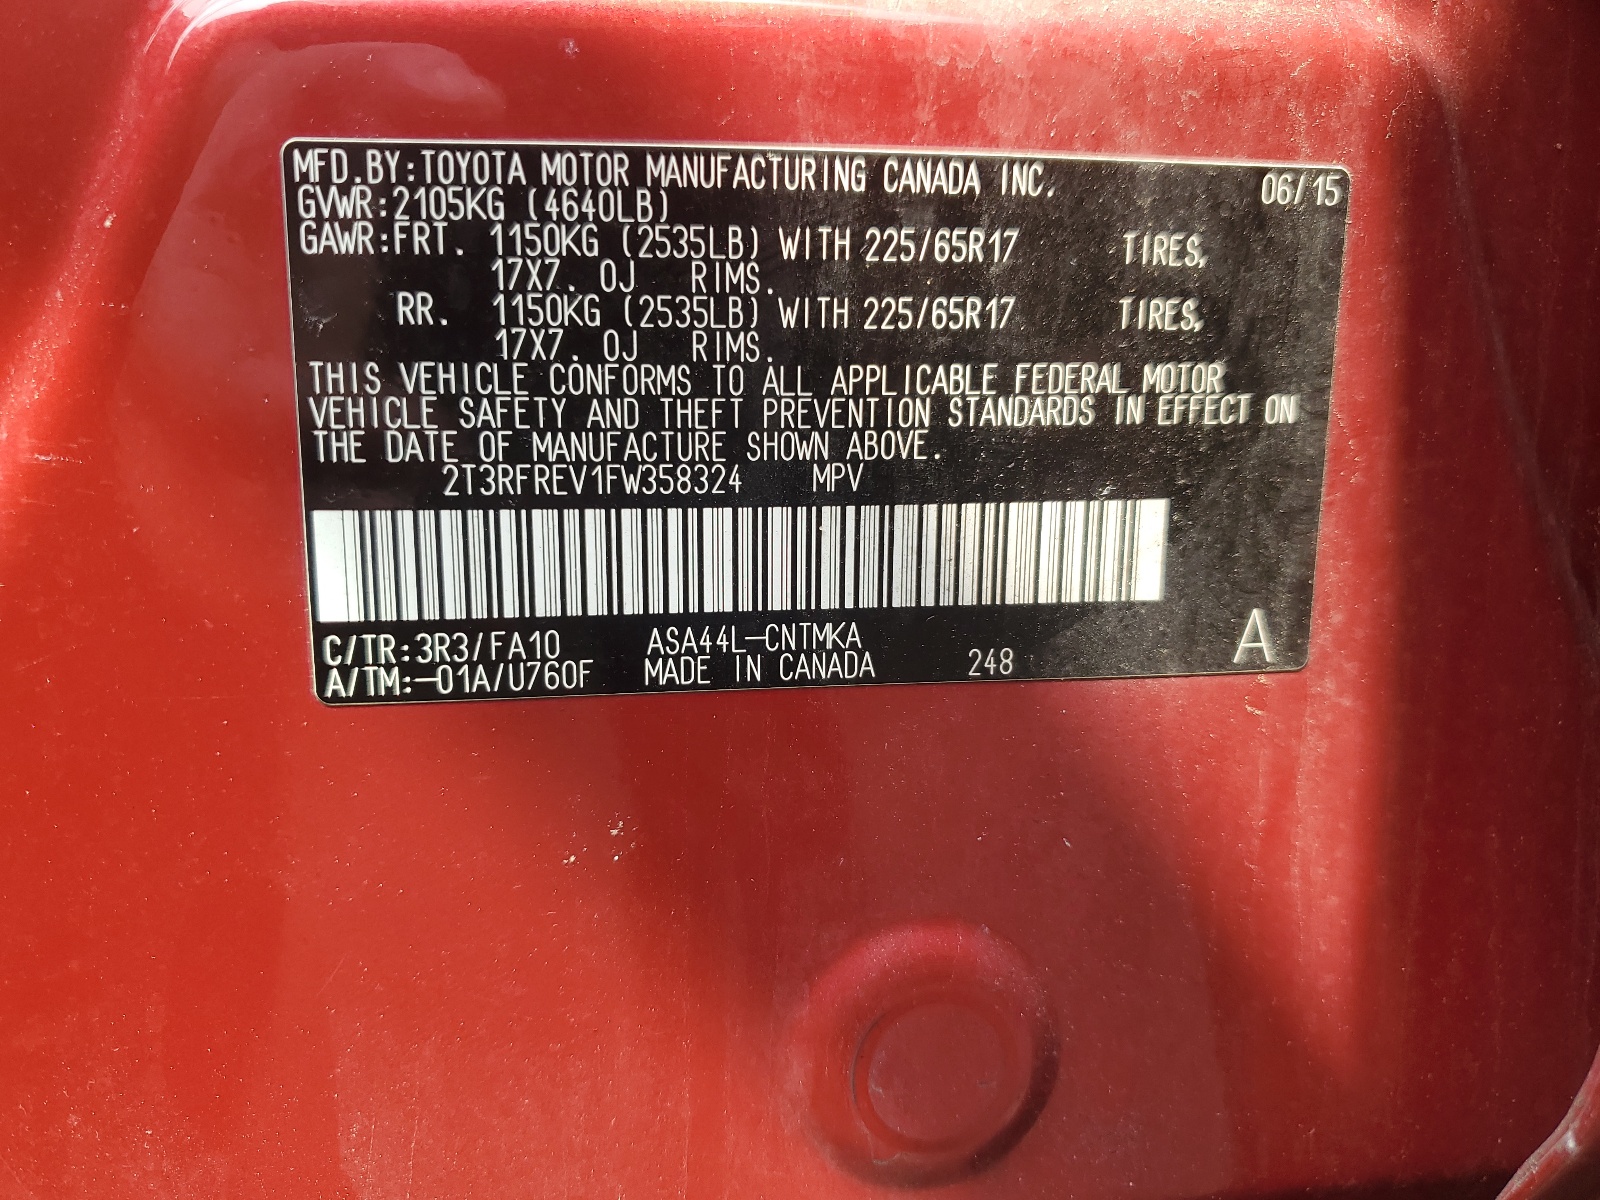 MFD.BY:TOYOTA MOTOR MANUFACTURING CANADA INC. 06/15
GVWR:2105KG (4640LB)
GAWR:FRT. 1150KG (2535LB) WITH 225/65R17 TIRES,
17X7. 0J RIMS.
RR. 1150KG (2535LB) WITH 225/65R17 TIRES,
17X7. 0J RIMS.
THIS VEHICLE CONFORMS TO ALL APPLICABLE FEDERAL MOTOR
VEHICLE SAFETY AND THEFT PREVENTION STANDARDS IN EFFECT ON
THE DATE OF MANUFACTURE SHOWN ABOVE.
2T3RFREV1FW358324 MPV
C/TR:3R3/FA10 ASA44L-CNTMKA
A/TM:-01A/U760F MADE IN CANADA 248 A